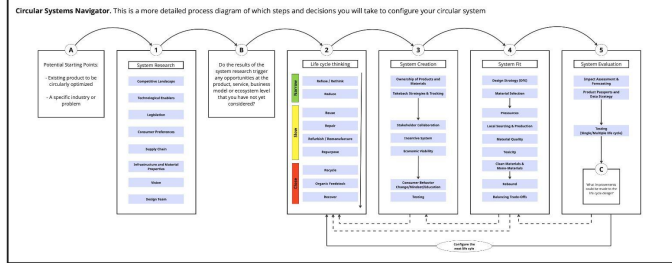 Circular Systems Navigator. This is a more detailed process diagram of which steps and decisions you will take to configure your circular system
A
Potential Starting Points:
- Existing product to be
circularly optimized
- A specific industry or
problem
1
System Research
Competitive Landscape
Technological Enablers
Legislation
Consumer Preferences
Supply Chain
Infrastructure and Material
Properties
Vision
Design Team
B
Do the results of the
system research trigger
any opportunities at the
product, service, business
model or ecosystem level
that you have not yet
considered?
2
Life cycle thinking
Narrow
Refuse / Rethink
Reduce
Slow
Reuse
Repair
Refurbish / Remanufacture
Repurpose
Close
Recycle
Organic Feedstock
Recover
3
System Creation
Ownership of Products and
Materials
Takeback Strategies & Tracking
Stakeholder Collaboration
Incentive System
Economic Viability
Consumer Behavior
Change/Mindset/Education
Testing
4
System Fit
Design Strategy (DfX)
Material Selection
Processes
Local Sourcing & Production
Material Quality
Toxicity
Clean Materials &
Mono Materials
Rebound
Balancing Trade-Offs
5
System Evaluation
Impact Assessment &
Forecasting
Product Passports and
Data Strategy
Testing
(Single/Multiple life cycle)
C
What improvements
could be made to the
life cycle design?
Configure the
next life cycle